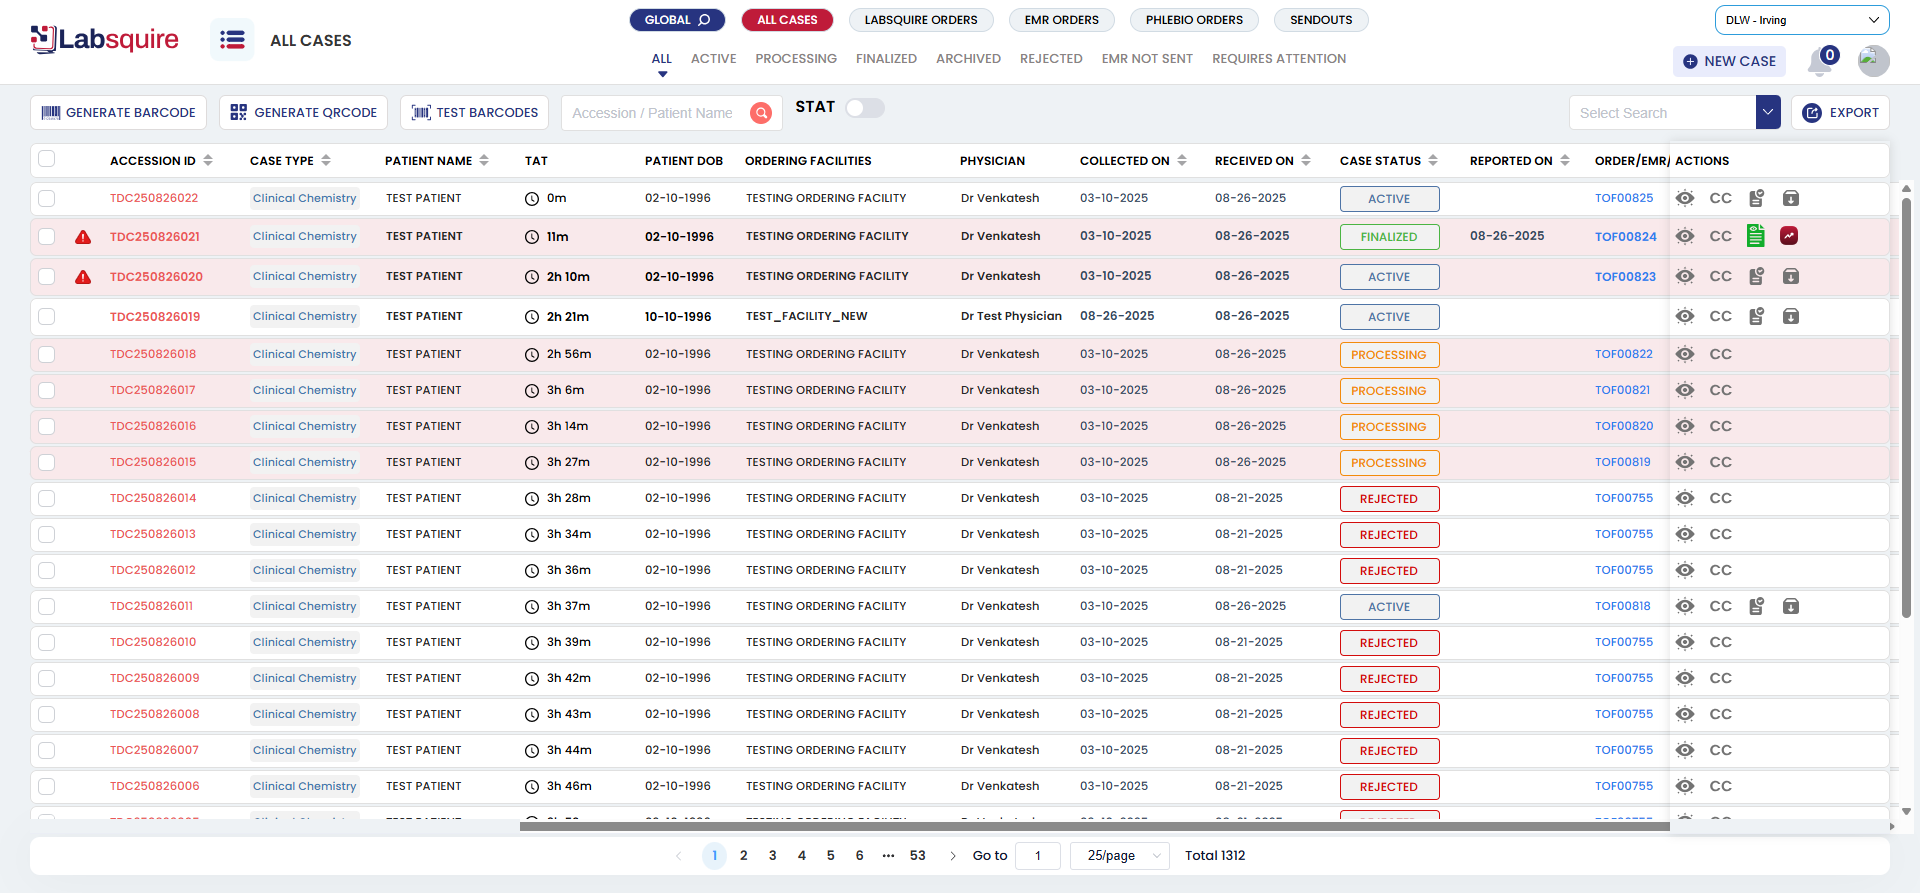 Labsquire
ALL CASES
GLOBAL
ALL CASES
LABSQUIRE ORDERS
EMR ORDERS
PHLEBIO ORDERS
SENDOUTS
DLW - Irving
ALL
ACTIVE
PROCESSING
FINALIZED
ARCHIVED
REJECTED
EMR NOT SENT
REQUIRES ATTENTION
NEW CASE
0
GENERATE BARCODE
GENERATE QRCODE
TEST BARCODES
Accession / Patient Name
STAT
Select Search
EXPORT
ACCESSION ID CASE TYPE PATIENT NAME TAT PATIENT DOB ORDERING FACILITIES PHYSICIAN COLLECTED ON RECEIVED ON CASE STATUS REPORTED ON ORDER/EMR/ ACTIONS
TDC250826022 Clinical Chemistry TEST PATIENT 0m 02-10-1996 TESTING ORDERING FACILITY Dr Venkatesh 03-10-2025 08-26-2025 ACTIVE TOF00825 CC
TDC250826021 Clinical Chemistry TEST PATIENT 11m 02-10-1996 TESTING ORDERING FACILITY Dr Venkatesh 03-10-2025 08-26-2025 FINALIZED 08-26-2025 TOF00824 CC
TDC250826020 Clinical Chemistry TEST PATIENT 2h 10m 02-10-1996 TESTING ORDERING FACILITY Dr Venkatesh 03-10-2025 08-26-2025 ACTIVE TOF00823 CC
TDC250826019 Clinical Chemistry TEST PATIENT 2h 21m 10-10-1996 TEST_FACILITY_NEW Dr Test Physician 08-26-2025 08-26-2025 ACTIVE CC
TDC250826018 Clinical Chemistry TEST PATIENT 2h 56m 02-10-1996 TESTING ORDERING FACILITY Dr Venkatesh 03-10-2025 08-26-2025 PROCESSING TOF00822 CC
TDC250826017 Clinical Chemistry TEST PATIENT 3h 6m 02-10-1996 TESTING ORDERING FACILITY Dr Venkatesh 03-10-2025 08-26-2025 PROCESSING TOF00821 CC
TDC250826016 Clinical Chemistry TEST PATIENT 3h 14m 02-10-1996 TESTING ORDERING FACILITY Dr Venkatesh 03-10-2025 08-26-2025 PROCESSING TOF00820 CC
TDC250826015 Clinical Chemistry TEST PATIENT 3h 27m 02-10-1996 TESTING ORDERING FACILITY Dr Venkatesh 03-10-2025 08-26-2025 PROCESSING TOF00819 CC
TDC250826014 Clinical Chemistry TEST PATIENT 3h 28m 02-10-1996 TESTING ORDERING FACILITY Dr Venkatesh 03-10-2025 08-21-2025 REJECTED TOF00755 CC
TDC250826013 Clinical Chemistry TEST PATIENT 3h 34m 02-10-1996 TESTING ORDERING FACILITY Dr Venkatesh 03-10-2025 08-21-2025 REJECTED TOF00755 CC
TDC250826012 Clinical Chemistry TEST PATIENT 3h 36m 02-10-1996 TESTING ORDERING FACILITY Dr Venkatesh 03-10-2025 08-21-2025 REJECTED TOF00755 CC
TDC250826011 Clinical Chemistry TEST PATIENT 3h 37m 02-10-1996 TESTING ORDERING FACILITY Dr Venkatesh 03-10-2025 08-26-2025 ACTIVE TOF00818 CC
TDC250826010 Clinical Chemistry TEST PATIENT 3h 39m 02-10-1996 TESTING ORDERING FACILITY Dr Venkatesh 03-10-2025 08-21-2025 REJECTED TOF00755 CC
TDC250826009 Clinical Chemistry TEST PATIENT 3h 42m 02-10-1996 TESTING ORDERING FACILITY Dr Venkatesh 03-10-2025 08-21-2025 REJECTED TOF00755 CC
TDC250826008 Clinical Chemistry TEST PATIENT 3h 43m 02-10-1996 TESTING ORDERING FACILITY Dr Venkatesh 03-10-2025 08-21-2025 REJECTED TOF00755 CC
TDC250826007 Clinical Chemistry TEST PATIENT 3h 44m 02-10-1996 TESTING ORDERING FACILITY Dr Venkatesh 03-10-2025 08-21-2025 REJECTED TOF00755 CC
TDC250826006 Clinical Chemistry TEST PATIENT 3h 46m 02-10-1996 TESTING ORDERING FACILITY Dr Venkatesh 03-10-2025 08-21-2025 REJECTED TOF00755 CC
1 2 3 4 5 6 ••• 53 Go to 1 25/page Total 1312